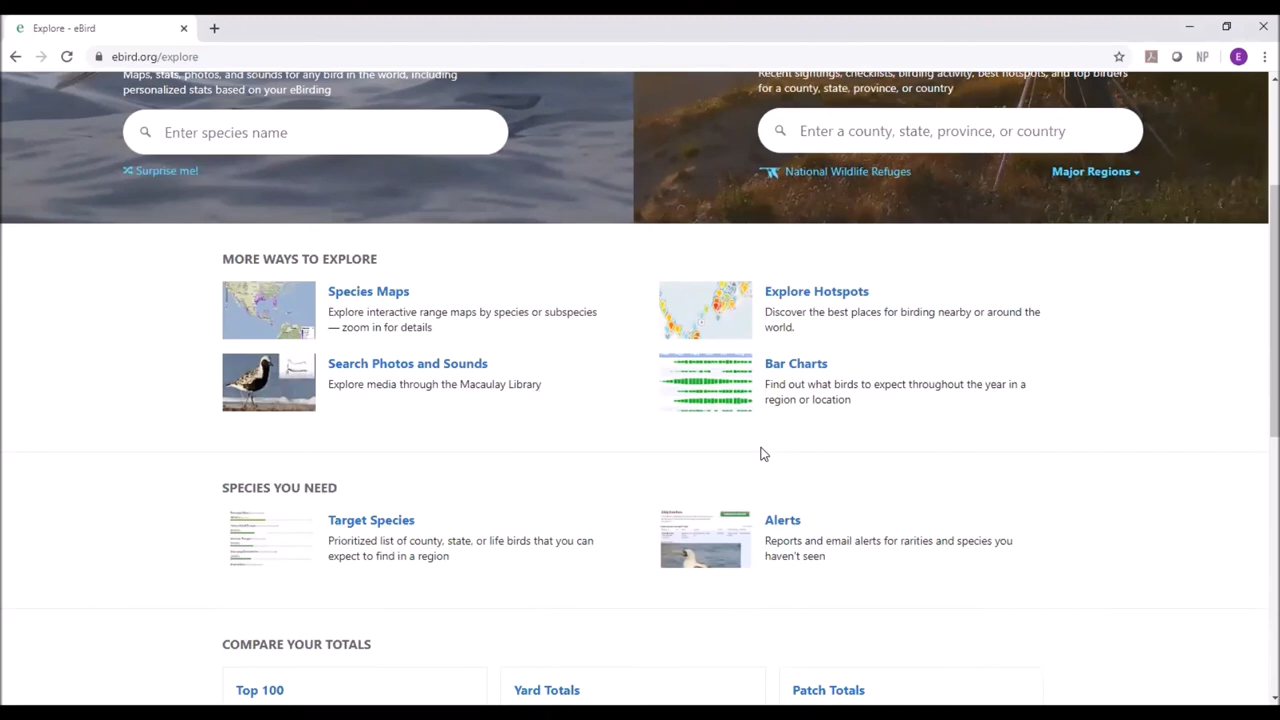 Explore - eBird
ebird.org/explore
NP
E
Maps, stats, photos, and sounds for any bird in the world, including
personalized stats based on your eBirding
Enter species name
Surprise me!
Recent sightings, checklists, birding activity, best hotspots, and top birders
for a county, state, province, or country
Enter a county, state, province, or country
National Wildlife Refuges
Major Regions
MORE WAYS TO EXPLORE
Species Maps
Explore interactive range maps by species or subspecies
— zoom in for details
Explore Hotspots
Discover the best places for birding nearby or around the
world.
Search Photos and Sounds
Explore media through the Macaulay Library
Bar Charts
Find out what birds to expect throughout the year in a
region or location
SPECIES YOU NEED
Target Species
Prioritized list of county, state, or life birds that you can
expect to find in a region
Alerts
Reports and email alerts for rarities and species you
haven't seen
COMPARE YOUR TOTALS
Top 100
Yard Totals
Patch Totals